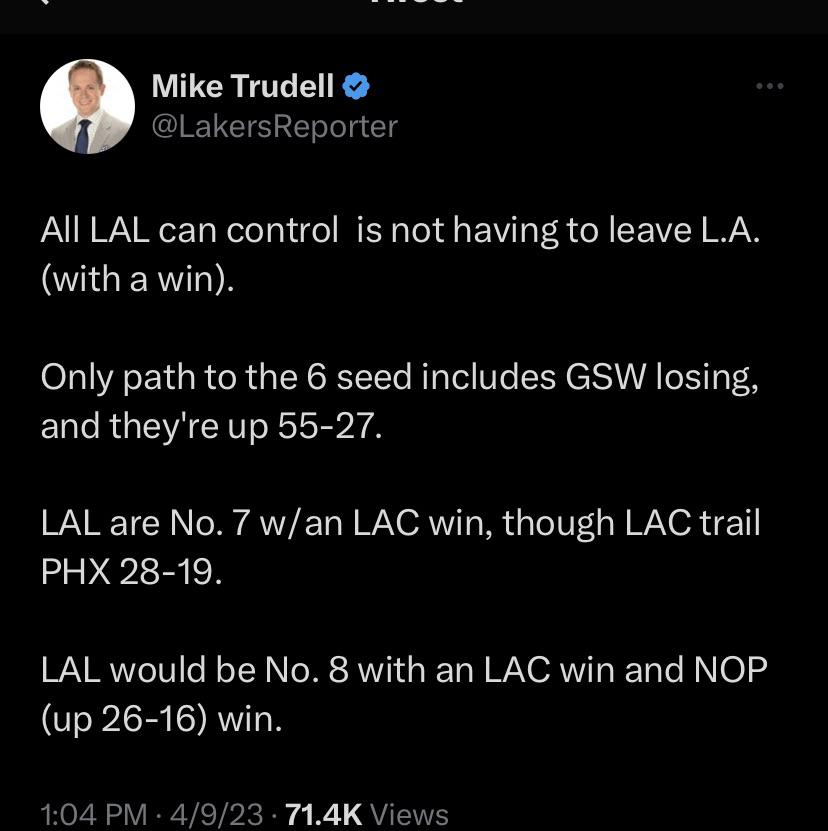 Mike Trudell
@LakersReporter
All LAL can control  is not having to leave L.A.
(with a win).
Only path to the 6 seed includes GSW losing,
and they're up 55-27.
LAL are No. 7 w/an LAC win, though LAC trail
PHX 28-19.
LAL would be No. 8 with an LAC win and NOP
(up 26-16) win.
1:04 PM · 4/9/23 · 71.4K Views